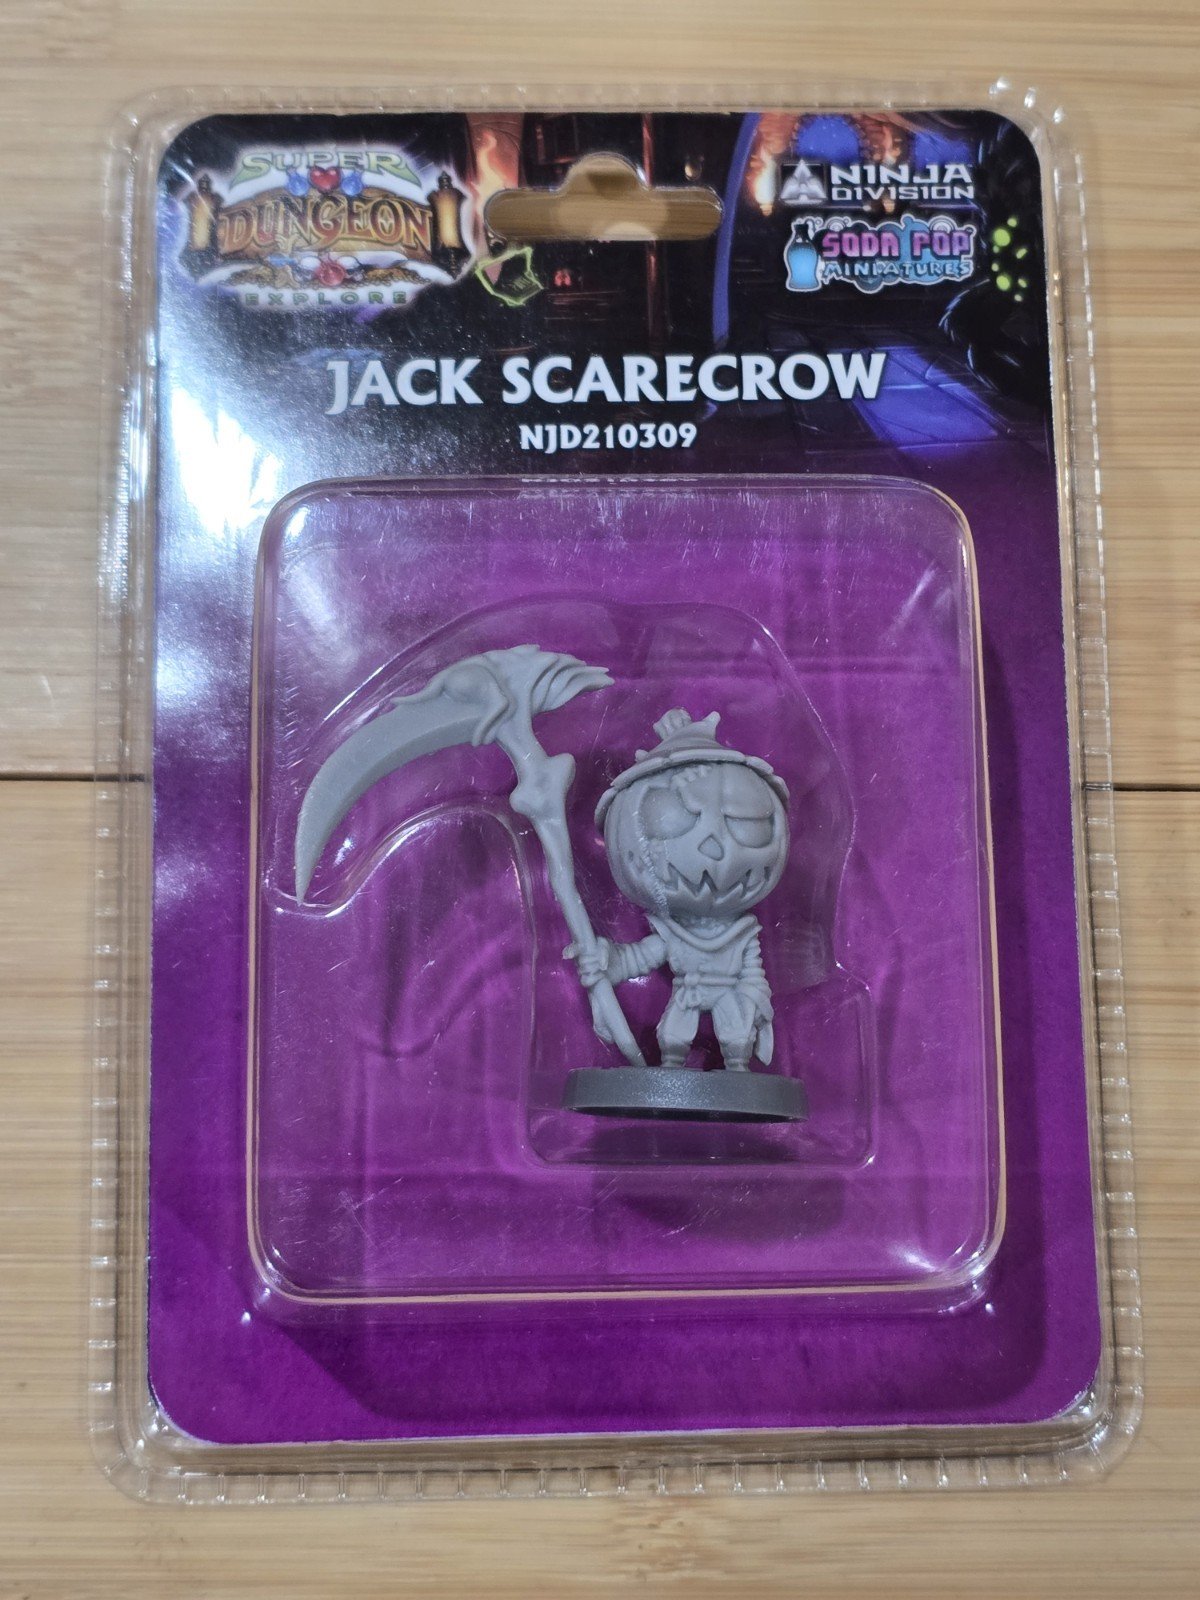 SUPER
DUNGEON
EXPLORE
NINJA
DIVISION
SODA POP
MINIATURES
JACK SCARECROW
NJD210309